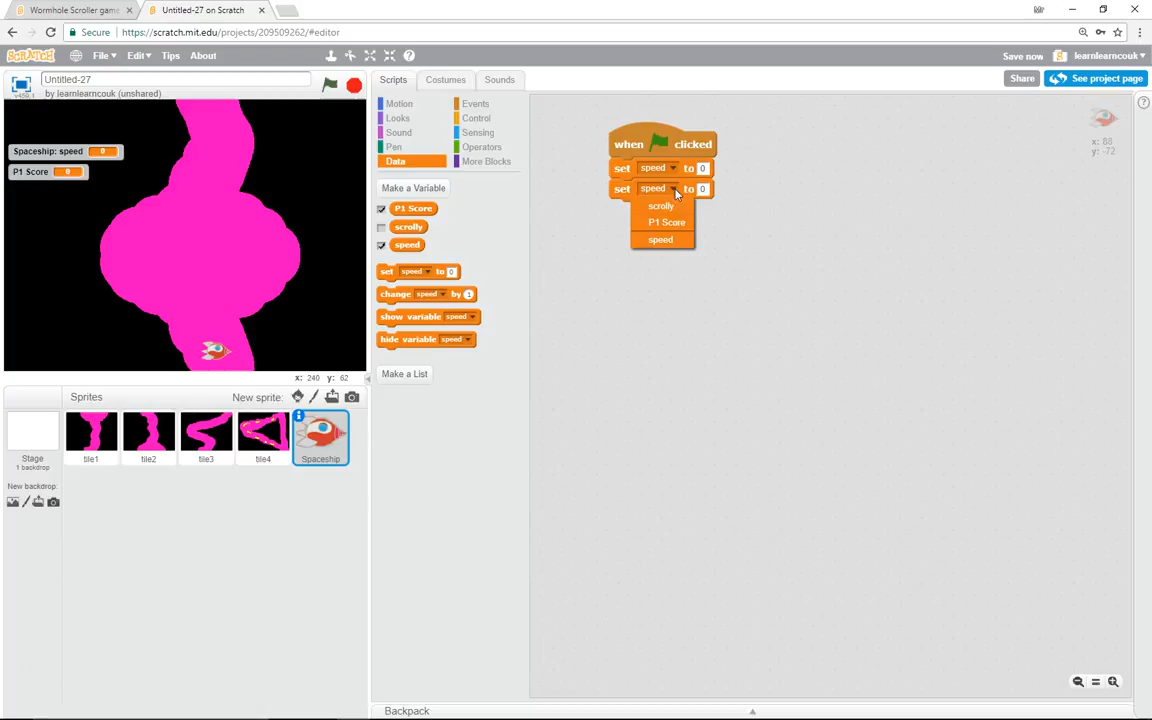 Wormhole Scroller gam
Untitled-27 on Scratch
Secure
https://scratch.mit.edu/projects/209509262/#editor
SCRATCH
File
Edit
Tips
About
Save now
learnlearncouk
Untitled-27
by learnlearncouk (unshared)
v459.1
Share
See project page
Scripts
Costumes
Sounds
Motion
Looks
Sound
Pen
Data
Events
Control
Sensing
Operators
More Blocks
Make a Variable
P1 Score
scrolly
speed
set speed to 0
change speed by 1
show variable speed
hide variable speed
Make a List
Spaceship: speed 0
P1 Score 0
when clicked
set speed to 0
set speed to 0
scrolly
P1 Score
speed
x: 88
y: -72
x: 240 y: 62
Sprites
New sprite:
Stage
1 backdrop
New backdrop:
tile1
tile2
tile3
tile4
Spaceship
Backpack